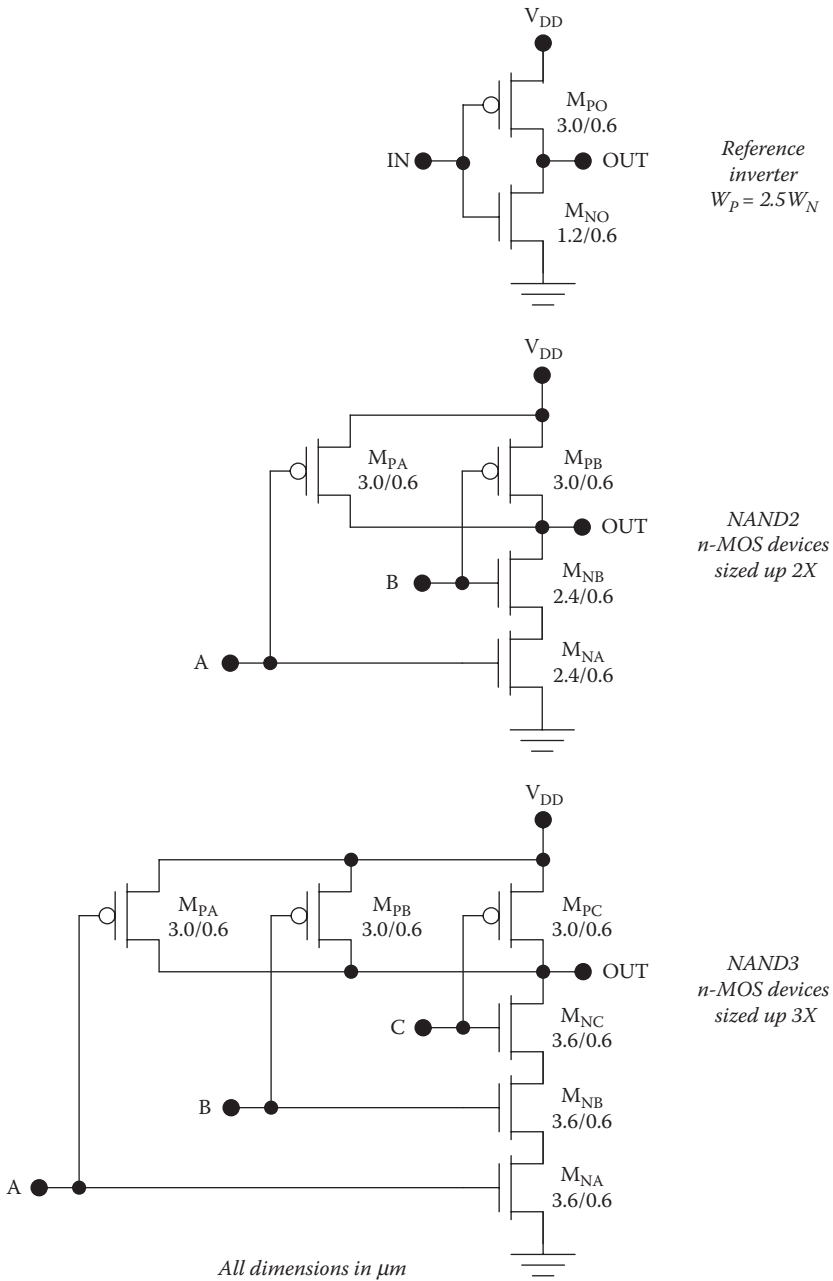 V_DD
M_PO
3.0/0.6
IN
OUT
M_NO
1.2/0.6
Reference
inverter
W_P = 2.5W_N
V_DD
M_PA
3.0/0.6
M_PB
3.0/0.6
OUT
B
M_NB
2.4/0.6
A
M_NA
2.4/0.6
NAND2
n-MOS devices
sized up 2X
V_DD
M_PA
3.0/0.6
M_PB
3.0/0.6
M_PC
3.0/0.6
OUT
C
M_NC
3.6/0.6
B
M_NB
3.6/0.6
A
M_NA
3.6/0.6
NAND3
n-MOS devices
sized up 3X
All dimensions in μm